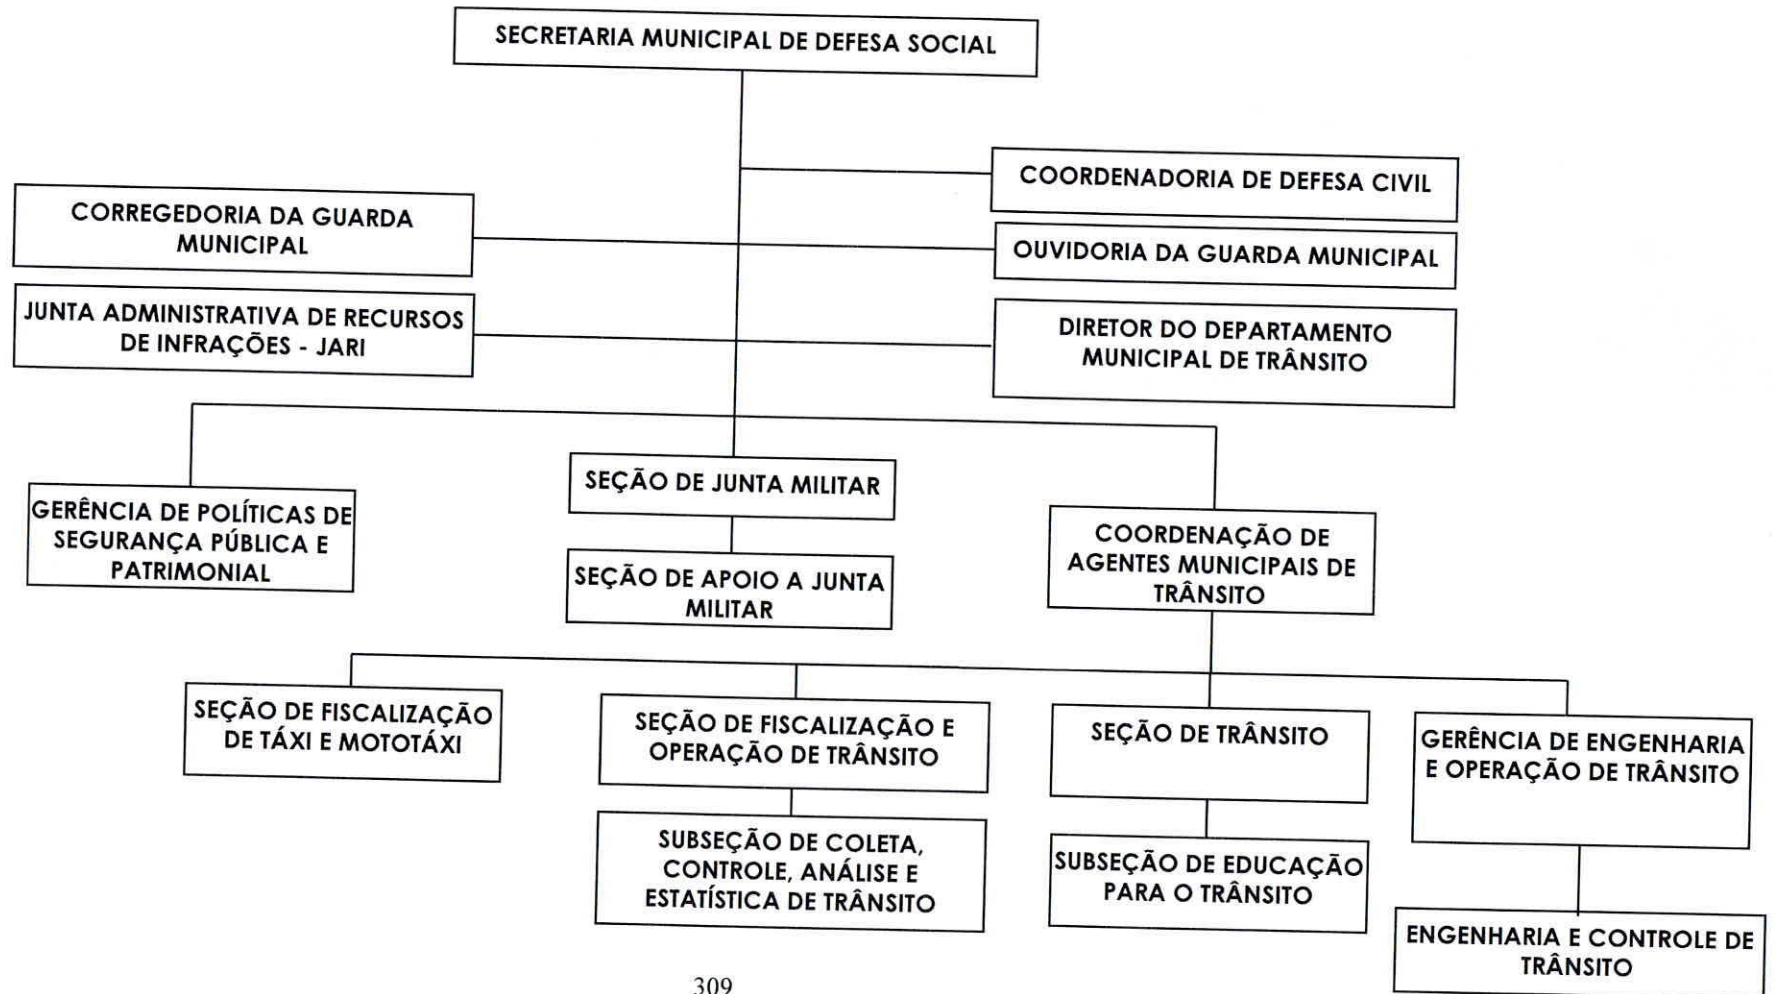 SECRETARIA MUNICIPAL DE DEFESA SOCIAL
COORDENADORIA DE DEFESA CIVIL
CORREGEDORIA DA GUARDA
MUNICIPAL
OUVIDORIA DA GUARDA MUNICIPAL
JUNTA ADMINISTRATIVA DE RECURSOS
DE INFRAÇÕES - JARI
DIRETOR DO DEPARTAMENTO
MUNICIPAL DE TRÂNSITO
GERÊNCIA DE POLÍTICAS DE
SEGURANÇA PÚBLICA E
PATRIMONIAL
SEÇÃO DE JUNTA MILITAR
SEÇÃO DE APOIO A JUNTA
MILITAR
COORDENAÇÃO DE
AGENTES MUNICIPAIS DE
TRÂNSITO
SEÇÃO DE FISCALIZAÇÃO
DE TÁXI E MOTOTÁXI
SEÇÃO DE FISCALIZAÇÃO E
OPERAÇÃO DE TRÂNSITO
SEÇÃO DE TRÂNSITO
GERÊNCIA DE ENGENHARIA
E OPERAÇÃO DE TRÂNSITO
SUBSEÇÃO DE COLETA,
CONTROLE, ANÁLISE E
ESTATÍSTICA DE TRÂNSITO
SUBSEÇÃO DE EDUCAÇÃO
PARA O TRÂNSITO
ENGENHARIA E CONTROLE DE
TRÂNSITO
309